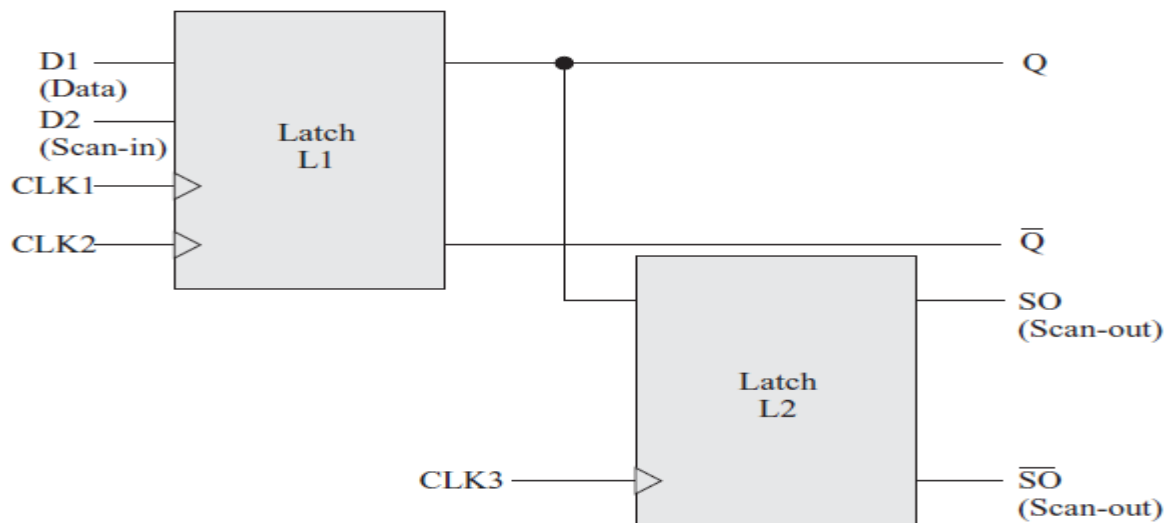 D1
(Data)
D2
(Scan-in)
CLK1
CLK2
Latch
L1
Q
Q̅
SO
(Scan-out)
Latch
L2
CLK3
S̅O̅
(Scan-out)